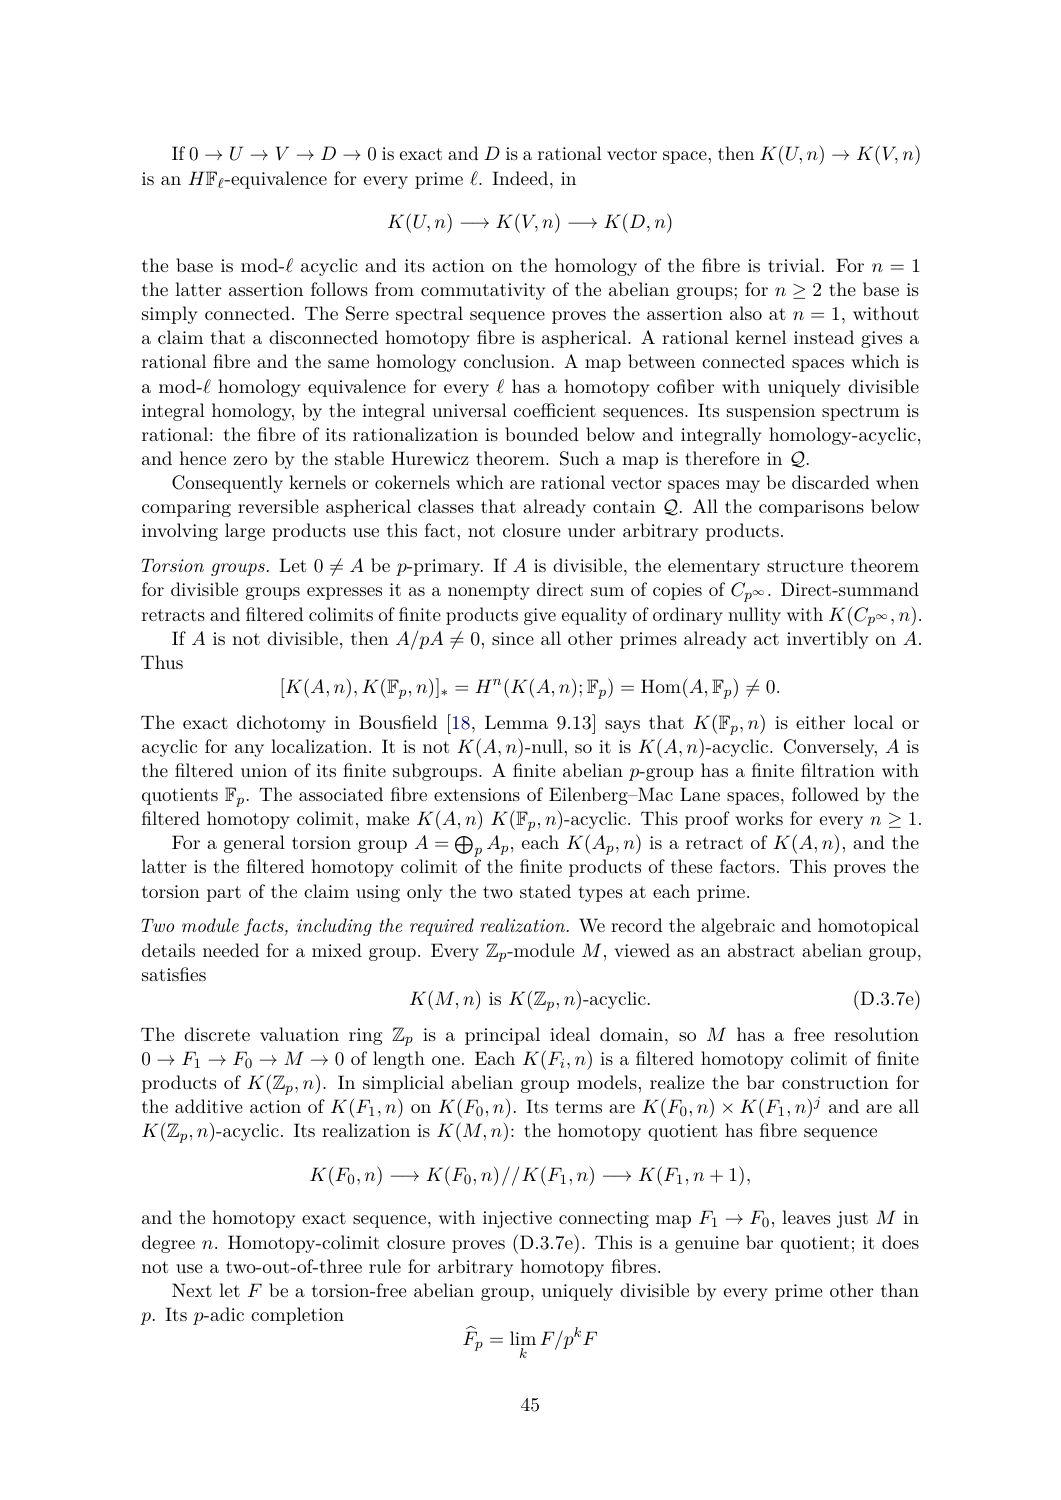 If 0 → U → V → D → 0 is exact and D is a rational vector space, then K(U, n) → K(V, n)
is an H𝔽ℓ-equivalence for every prime ℓ. Indeed, in
K(U, n) ⟶ K(V, n) ⟶ K(D, n)
the base is mod-ℓ acyclic and its action on the homology of the fibre is trivial. For n = 1
the latter assertion follows from commutativity of the abelian groups; for n ≥ 2 the base is
simply connected. The Serre spectral sequence proves the assertion also at n = 1, without
a claim that a disconnected homotopy fibre is aspherical. A rational kernel instead gives a
rational fibre and the same homology conclusion. A map between connected spaces which is
a mod-ℓ homology equivalence for every ℓ has a homotopy cofiber with uniquely divisible
integral homology, by the integral universal coefficient sequences. Its suspension spectrum is
rational: the fibre of its rationalization is bounded below and integrally homology-acyclic,
and hence zero by the stable Hurewicz theorem. Such a map is therefore in 𝒬.
Consequently kernels or cokernels which are rational vector spaces may be discarded when
comparing reversible aspherical classes that already contain 𝒬. All the comparisons below
involving large products use this fact, not closure under arbitrary products.
Torsion groups. Let 0 ≠ A be p-primary. If A is divisible, the elementary structure theorem
for divisible groups expresses it as a nonempty direct sum of copies of C_{p^∞}. Direct-summand
retracts and filtered colimits of finite products give equality of ordinary nullity with K(C_{p^∞}, n).
If A is not divisible, then A/pA ≠ 0, since all other primes already act invertibly on A.
Thus
[K(A, n), K(𝔽_p, n)]_* = H^n(K(A, n); 𝔽_p) = Hom(A, 𝔽_p) ≠ 0.
The exact dichotomy in Bousfield [18, Lemma 9.13] says that K(𝔽_p, n) is either local or
acyclic for any localization. It is not K(A, n)-null, so it is K(A, n)-acyclic. Conversely, A is
the filtered union of its finite subgroups. A finite abelian p-group has a finite filtration with
quotients 𝔽_p. The associated fibre extensions of Eilenberg–Mac Lane spaces, followed by the
filtered homotopy colimit, make K(A, n) K(𝔽_p, n)-acyclic. This proof works for every n ≥ 1.
For a general torsion group A = ⊕_p A_p, each K(A_p, n) is a retract of K(A, n), and the
latter is the filtered homotopy colimit of the finite products of these factors. This proves the
torsion part of the claim using only the two stated types at each prime.
Two module facts, including the required realization. We record the algebraic and homotopical
details needed for a mixed group. Every ℤ_p-module M, viewed as an abstract abelian group,
satisfies
K(M, n) is K(ℤ_p, n)-acyclic. (D.3.7e)
The discrete valuation ring ℤ_p is a principal ideal domain, so M has a free resolution
0 → F_1 → F_0 → M → 0 of length one. Each K(F_i, n) is a filtered homotopy colimit of finite
products of K(ℤ_p, n). In simplicial abelian group models, realize the bar construction for
the additive action of K(F_1, n) on K(F_0, n). Its terms are K(F_0, n) × K(F_1, n)^j and are all
K(ℤ_p, n)-acyclic. Its realization is K(M, n): the homotopy quotient has fibre sequence
K(F_0, n) ⟶ K(F_0, n)//K(F_1, n) ⟶ K(F_1, n + 1),
and the homotopy exact sequence, with injective connecting map F_1 → F_0, leaves just M in
degree n. Homotopy-colimit closure proves (D.3.7e). This is a genuine bar quotient; it does
not use a two-out-of-three rule for arbitrary homotopy fibres.
Next let F be a torsion-free abelian group, uniquely divisible by every prime other than
p. Its p-adic completion
F̂_p = lim_k F/p^k F
45